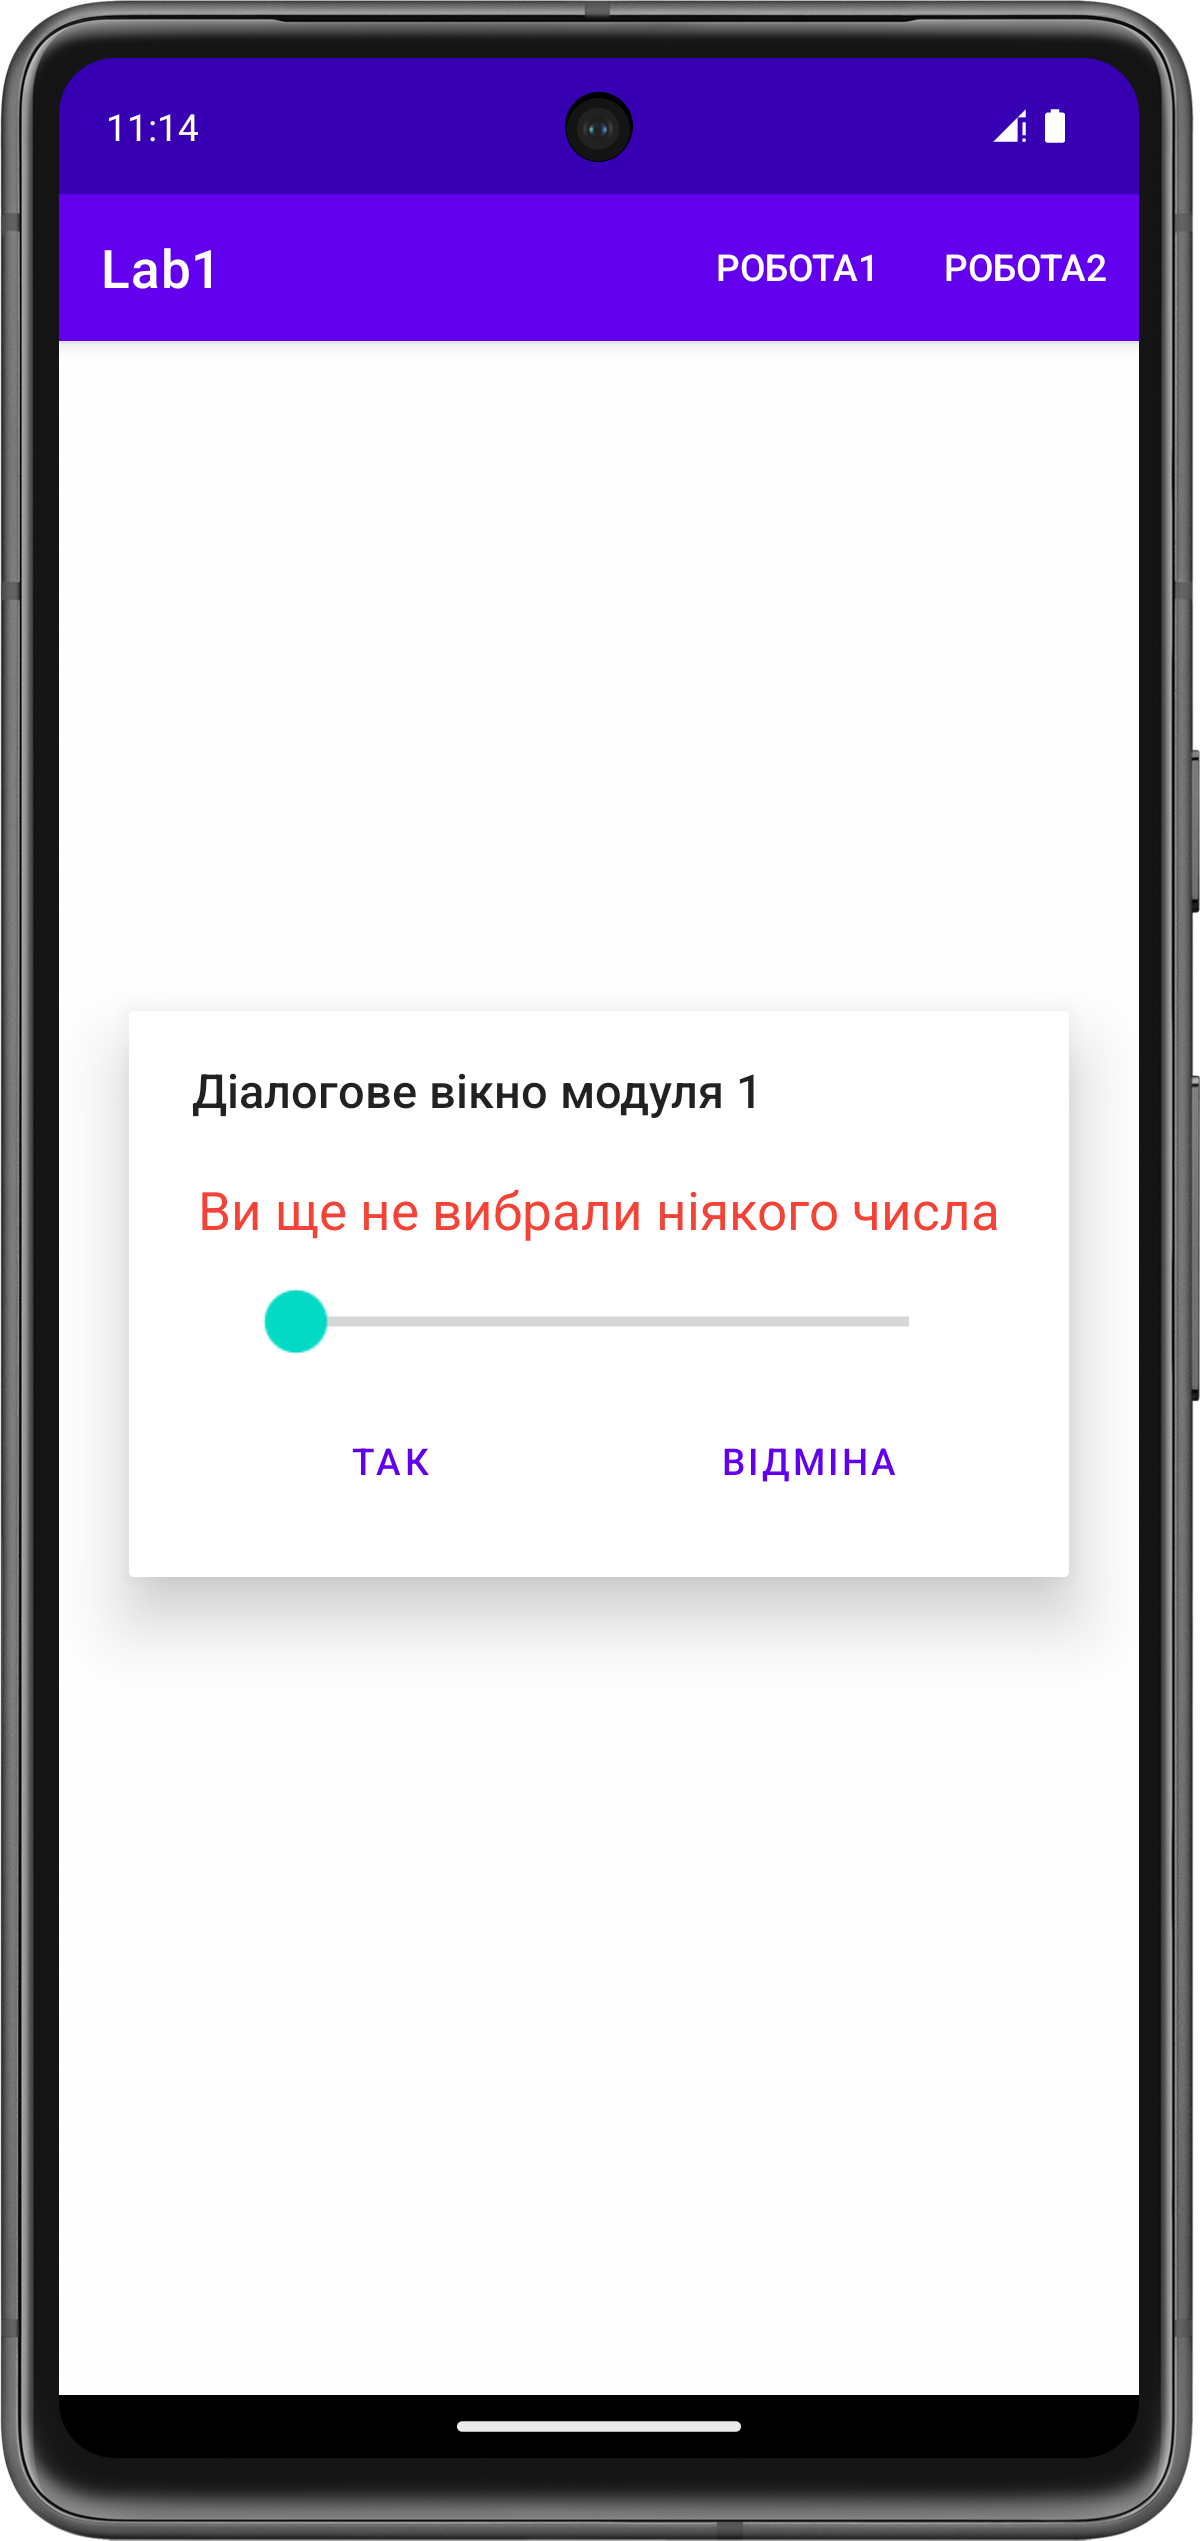 11:14
Lab1 РОБОТА1 РОБОТА2
Діалогове вікно модуля 1
Ви ще не вибрали ніякого числа
ТАК ВІДМІНА